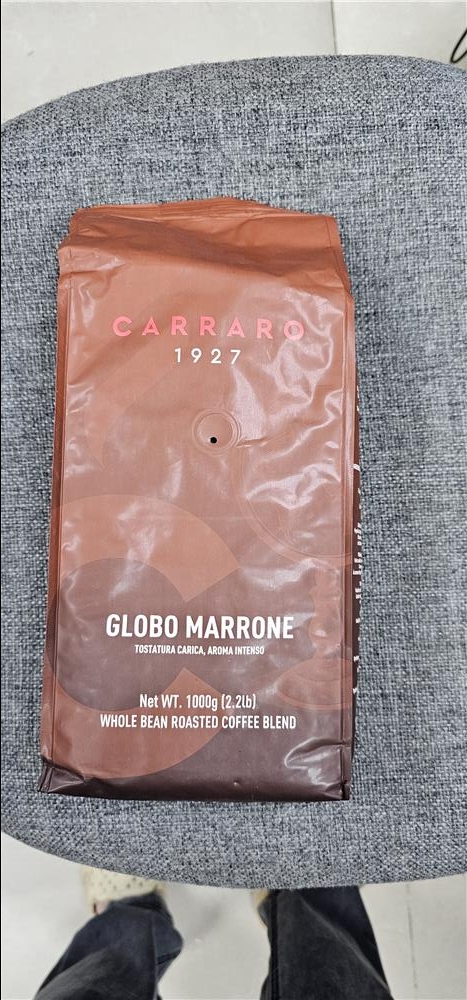 CARRARO
1927
GLOBO MARRONE
TOSTATURA CARICA, AROMA INTENSO
Net WT. 1000g (2.2lb)
WHOLE BEAN ROASTED COFFEE BLEND